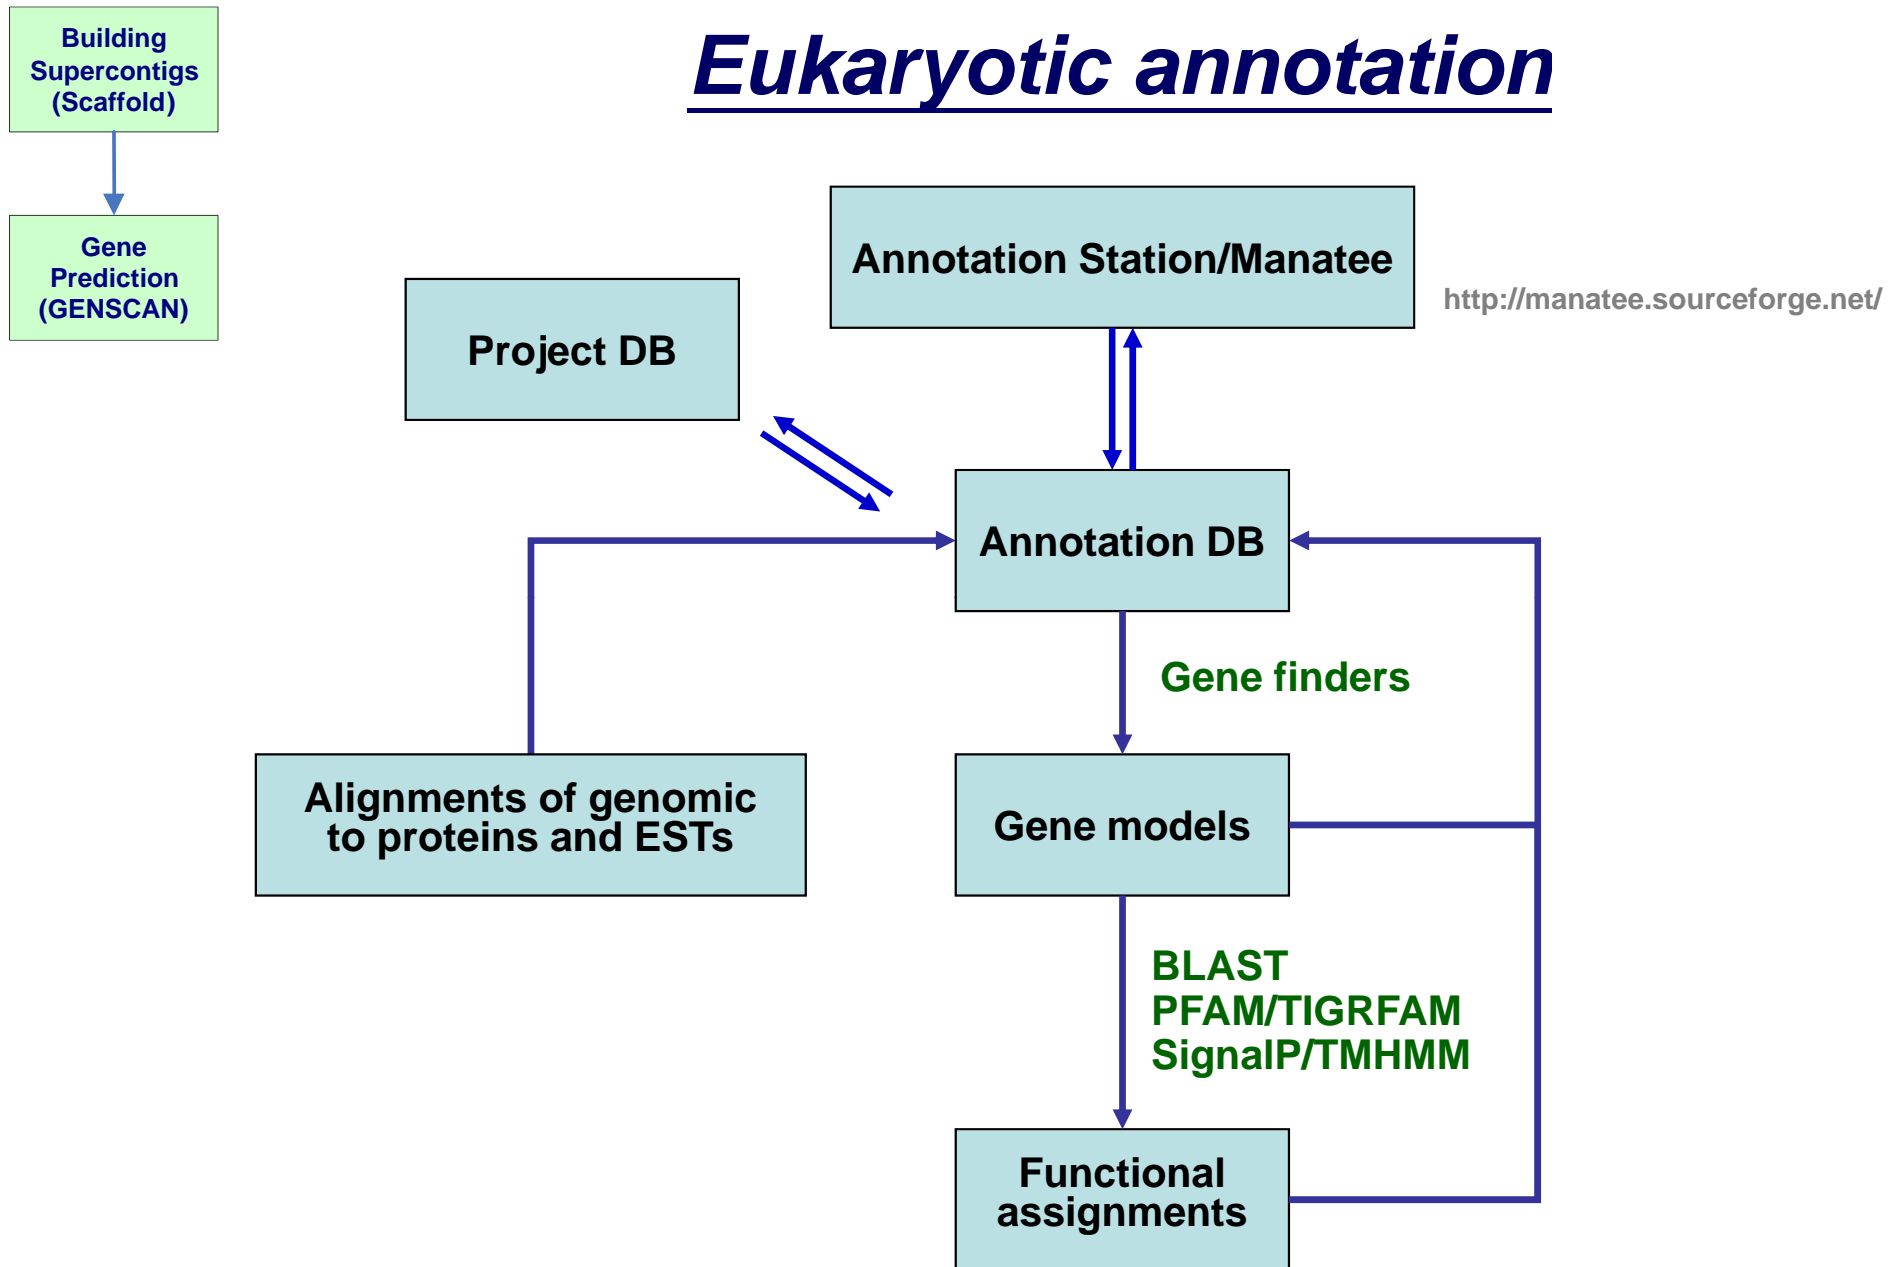 Building
Supercontigs
(Scaffold)
Gene
Prediction
(GENSCAN)
Eukaryotic annotation
Annotation Station/Manatee
http://manatee.sourceforge.net/
Project DB
Annotation DB
Gene finders
Alignments of genomic
to proteins and ESTs
Gene models
BLAST
PFAM/TIGRFAM
SignalP/TMHMM
Functional
assignments